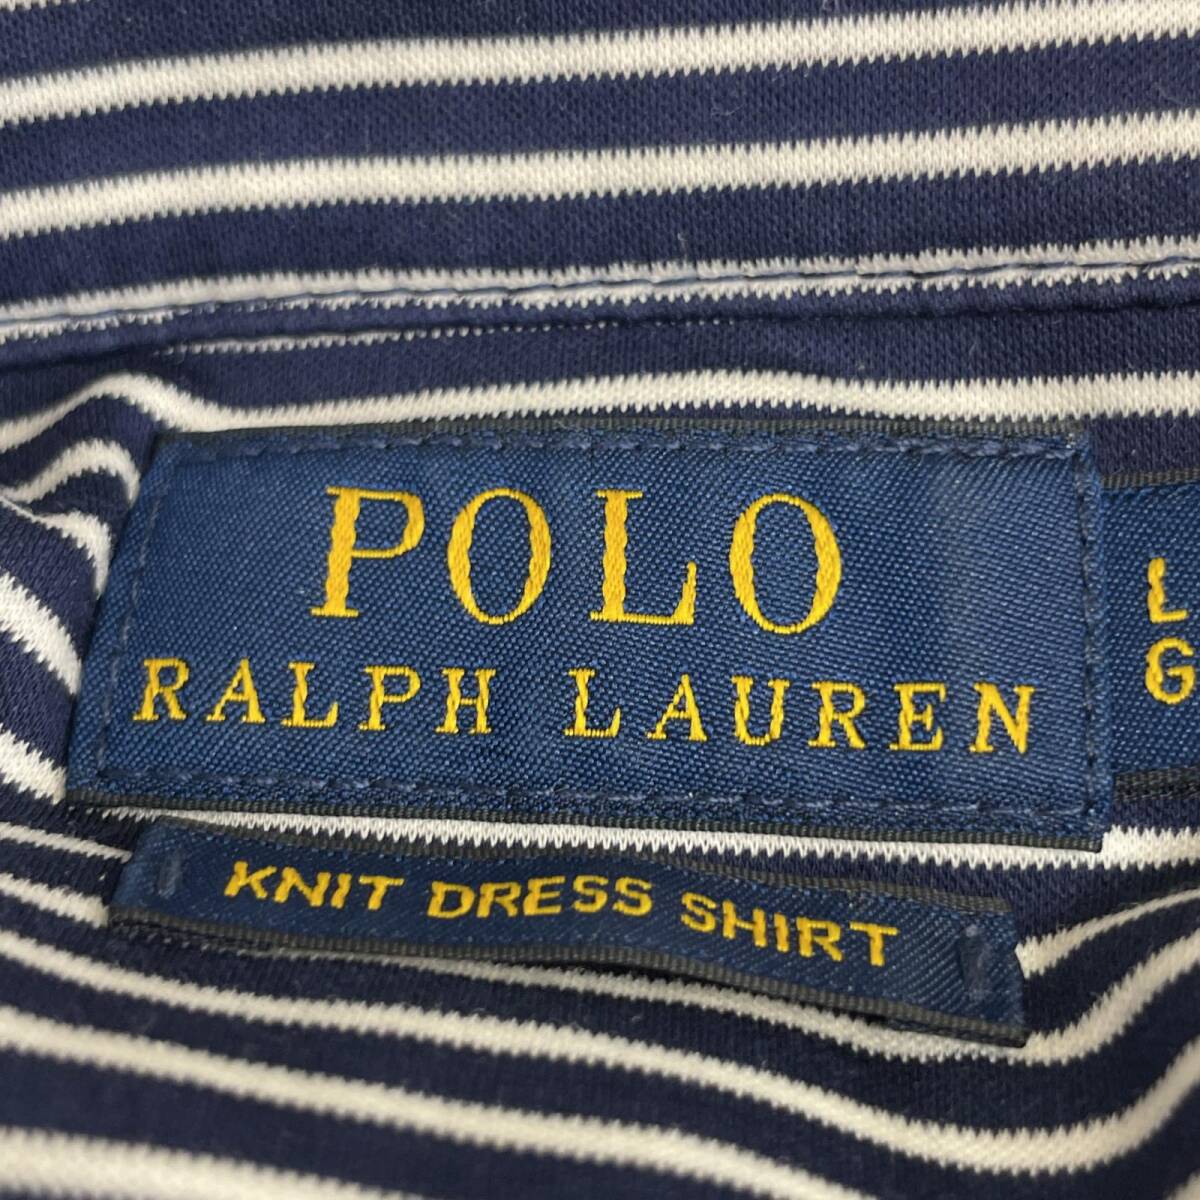 POLO
RALPH LAUREN
L
G
KNIT DRESS SHIRT